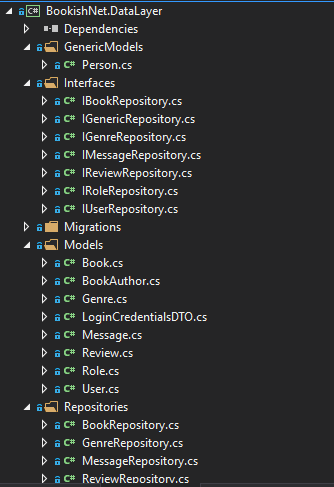 C# BookishNet.DataLayer
Dependencies
GenericModels
C# Person.cs
Interfaces
C# IBookRepository.cs
C# IGenericRepository.cs
C# IGenreRepository.cs
C# IMessageRepository.cs
C# IReviewRepository.cs
C# IRoleRepository.cs
C# IUserRepository.cs
Migrations
Models
C# Book.cs
C# BookAuthor.cs
C# Genre.cs
C# LoginCredentialsDTO.cs
C# Message.cs
C# Review.cs
C# Role.cs
C# User.cs
Repositories
C# BookRepository.cs
C# GenreRepository.cs
C# MessageRepository.cs
C# ReviewRepository.cs